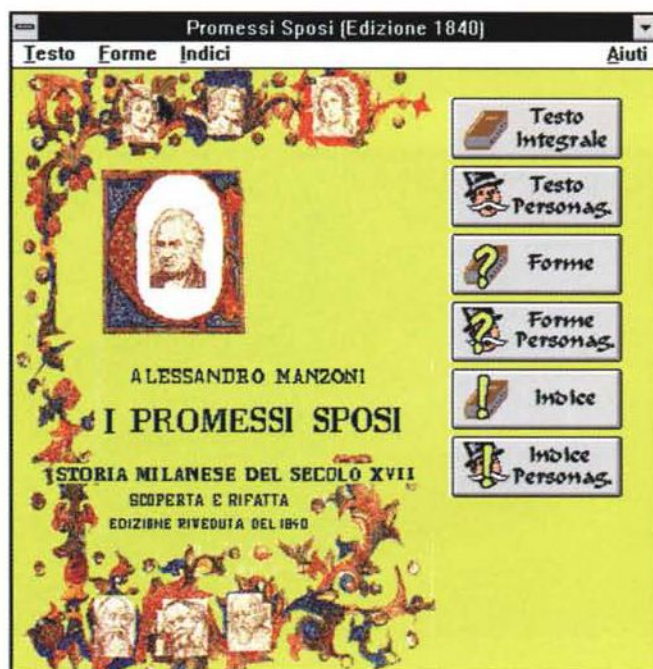 Promessi Sposi (Edizione 1840)
Testo Forme Indici Aiuti
ALESSANDRO MANZONI
I PROMESSI SPOSI
STORIA MILANESE DEL SECOLO XVII
SCOPERTA E RIFATTA
EDIZIONE RIVEDUTA DEL 1840
Testo
Integrale
Testo
Personag.
Forme
Forme
Personag.
Indice
Indice
Personag.